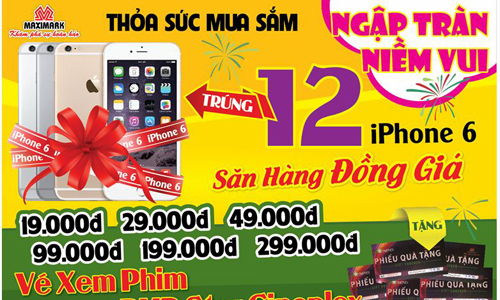 MAXIMARK
Khám phá sự hoàn hảo
THỎA SỨC MUA SẮM
NGẬP TRÀN
NIỀM VUI
TRÚNG
12
iPhone 6
iPhone 6
iPhone 6
iPhone 6
iPhone 6
Săn Hàng Đồng Giá
19.000đ 29.000đ 49.000đ
99.000đ 199.000đ 299.000đ
TẶNG
PHIẾU QUÀ TẶNG
PHIẾU QUÀ TẶNG
Vé Xem Phim
Cineplex